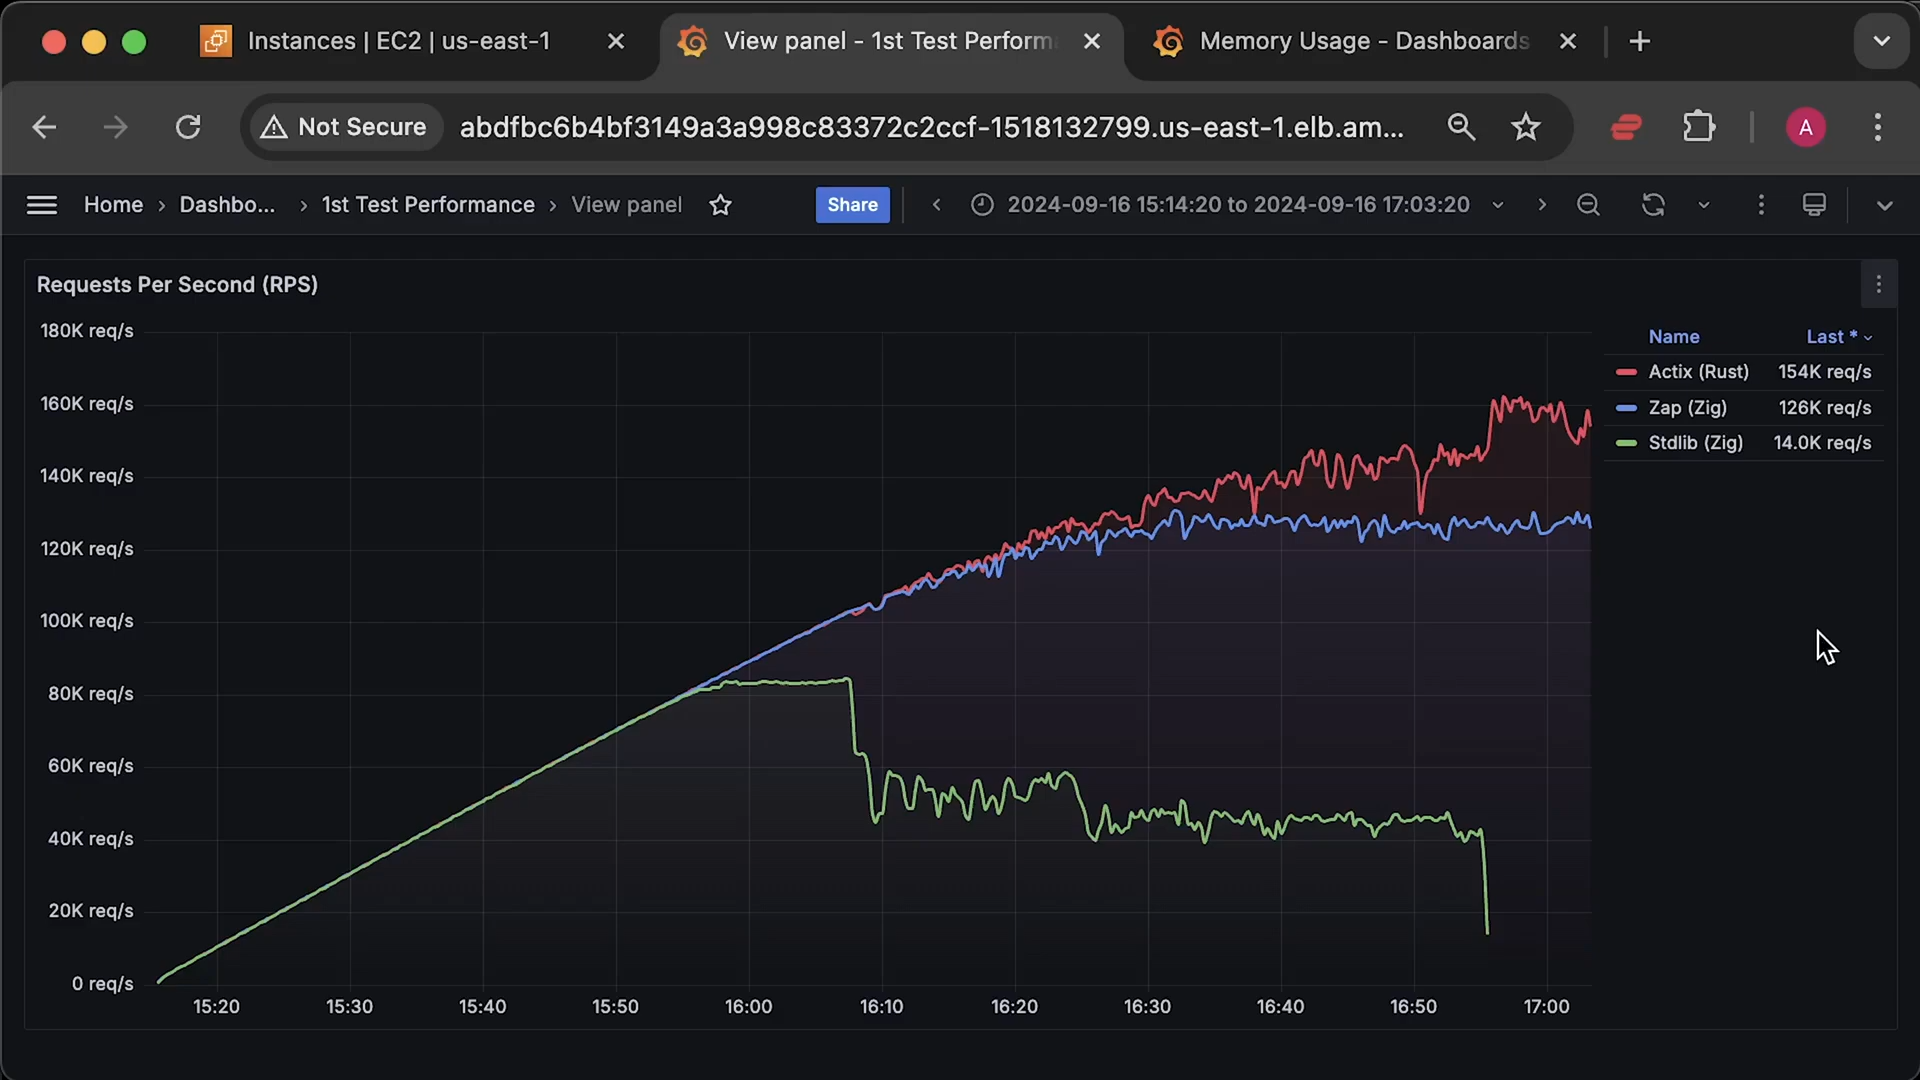 Instances | EC2 | us-east-1
View panel - 1st Test Perform
Memory Usage - Dashboards
Not Secure
abdfbc6b4bf3149a3a998c83372c2ccf-1518132799.us-east-1.elb.am...
A
Home › Dashbo... › 1st Test Performance › View panel
Share
2024-09-16 15:14:20 to 2024-09-16 17:03:20
Requests Per Second (RPS)
180K req/s
160K req/s
140K req/s
120K req/s
100K req/s
80K req/s
60K req/s
40K req/s
20K req/s
0 req/s
15:20 15:30 15:40 15:50 16:00 16:10 16:20 16:30 16:40 16:50 17:00
Name Last *
Actix (Rust) 154K req/s
Zap (Zig) 126K req/s
Stdlib (Zig) 14.0K req/s